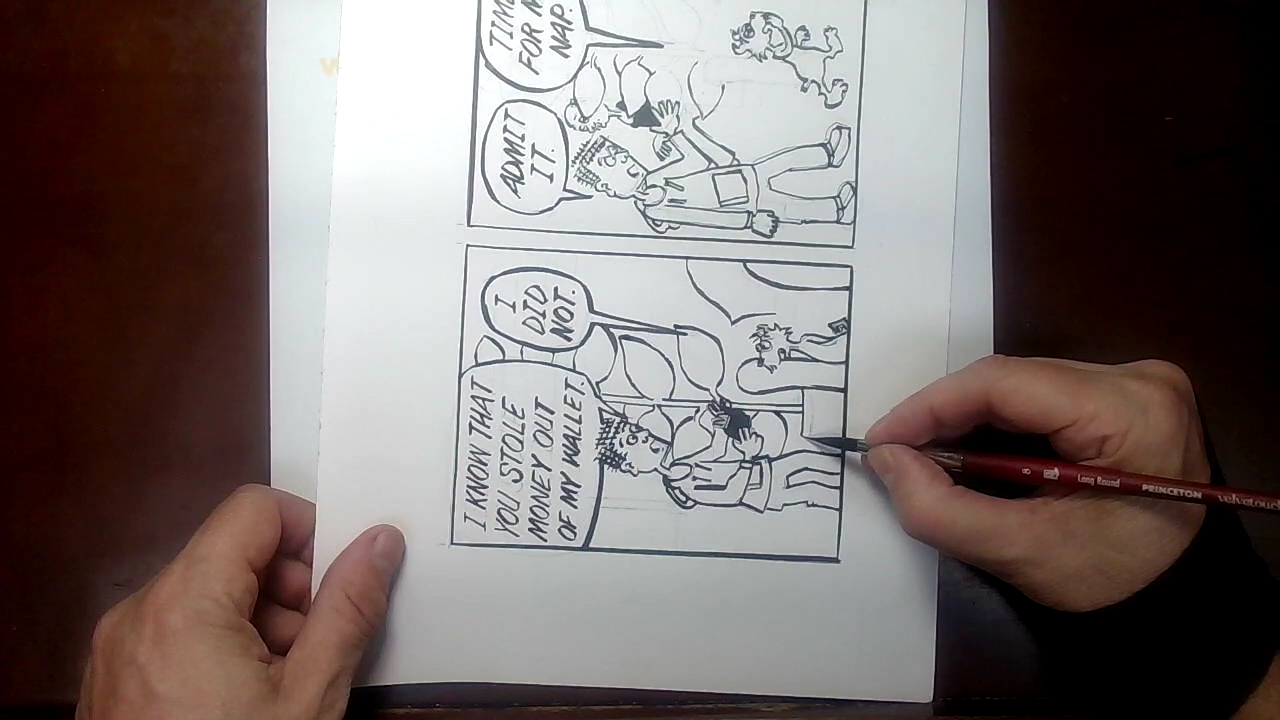 I KNOW THAT
YOU STOLE
MONEY OUT
OF MY WALLET.
I
DID
NOT.
ADMIT
IT.
TIME
FOR
NAP.
8
Long Round
PRINCETON